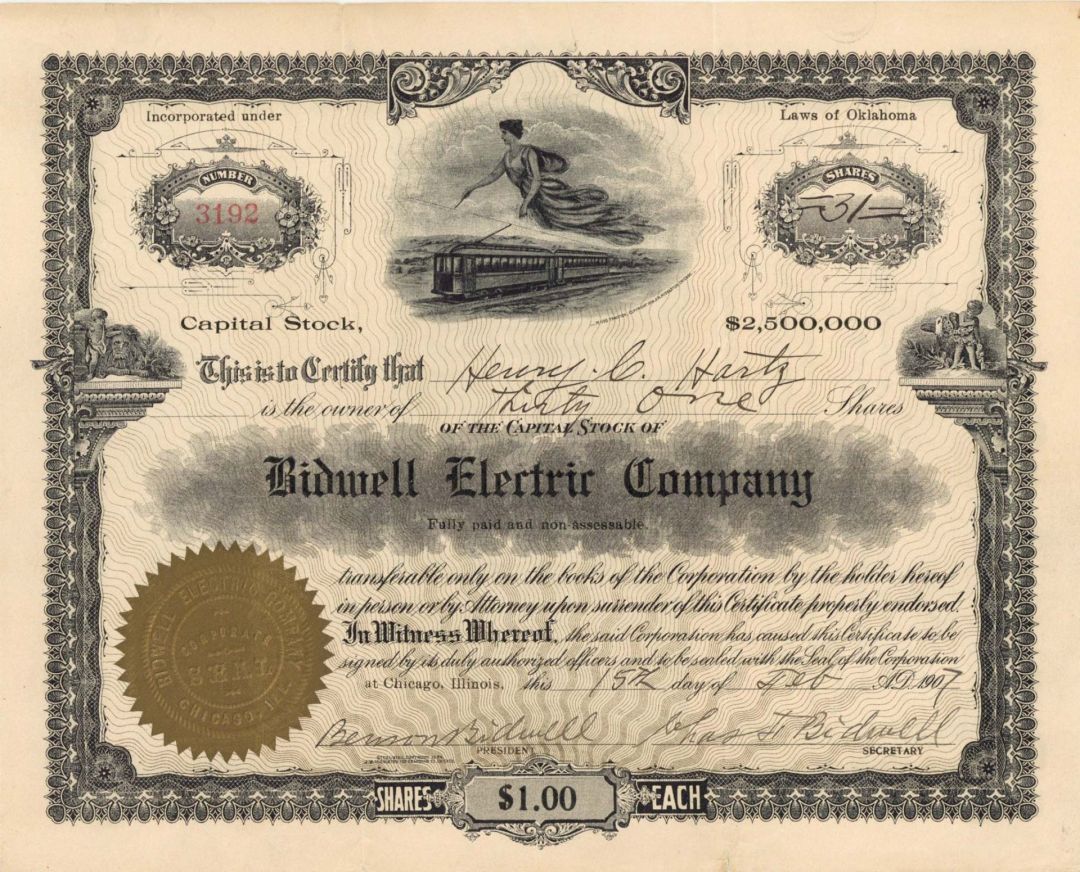 Incorporated under
Laws of Oklahoma
NUMBER
3192
SHARES
31
Capital Stock,
$2,500,000
This is to Certify that Henry C. Hartz
is the owner of Thirty One Shares
OF THE CAPITAL STOCK OF
Bidwell Electric Company
Fully paid and non-assessable.
transferable only on the books of the Corporation by the holder hereof
in person or by Attorney upon surrender of this Certificate properly endorsed.
In Witness Whereof, the said Corporation has caused this Certificate to be
signed by its duly authorized officers and to be sealed with the Seal of the Corporation
at Chicago, Illinois, this 15th day of Feb A.D. 1907
BIDWELL ELECTRIC COMPANY
CORPORATE
SEAL
CHICAGO, ILL.
Benson Bidwell
PRESIDENT
Chas F Bidwell
SECRETARY
SHARES
$1.00
EACH